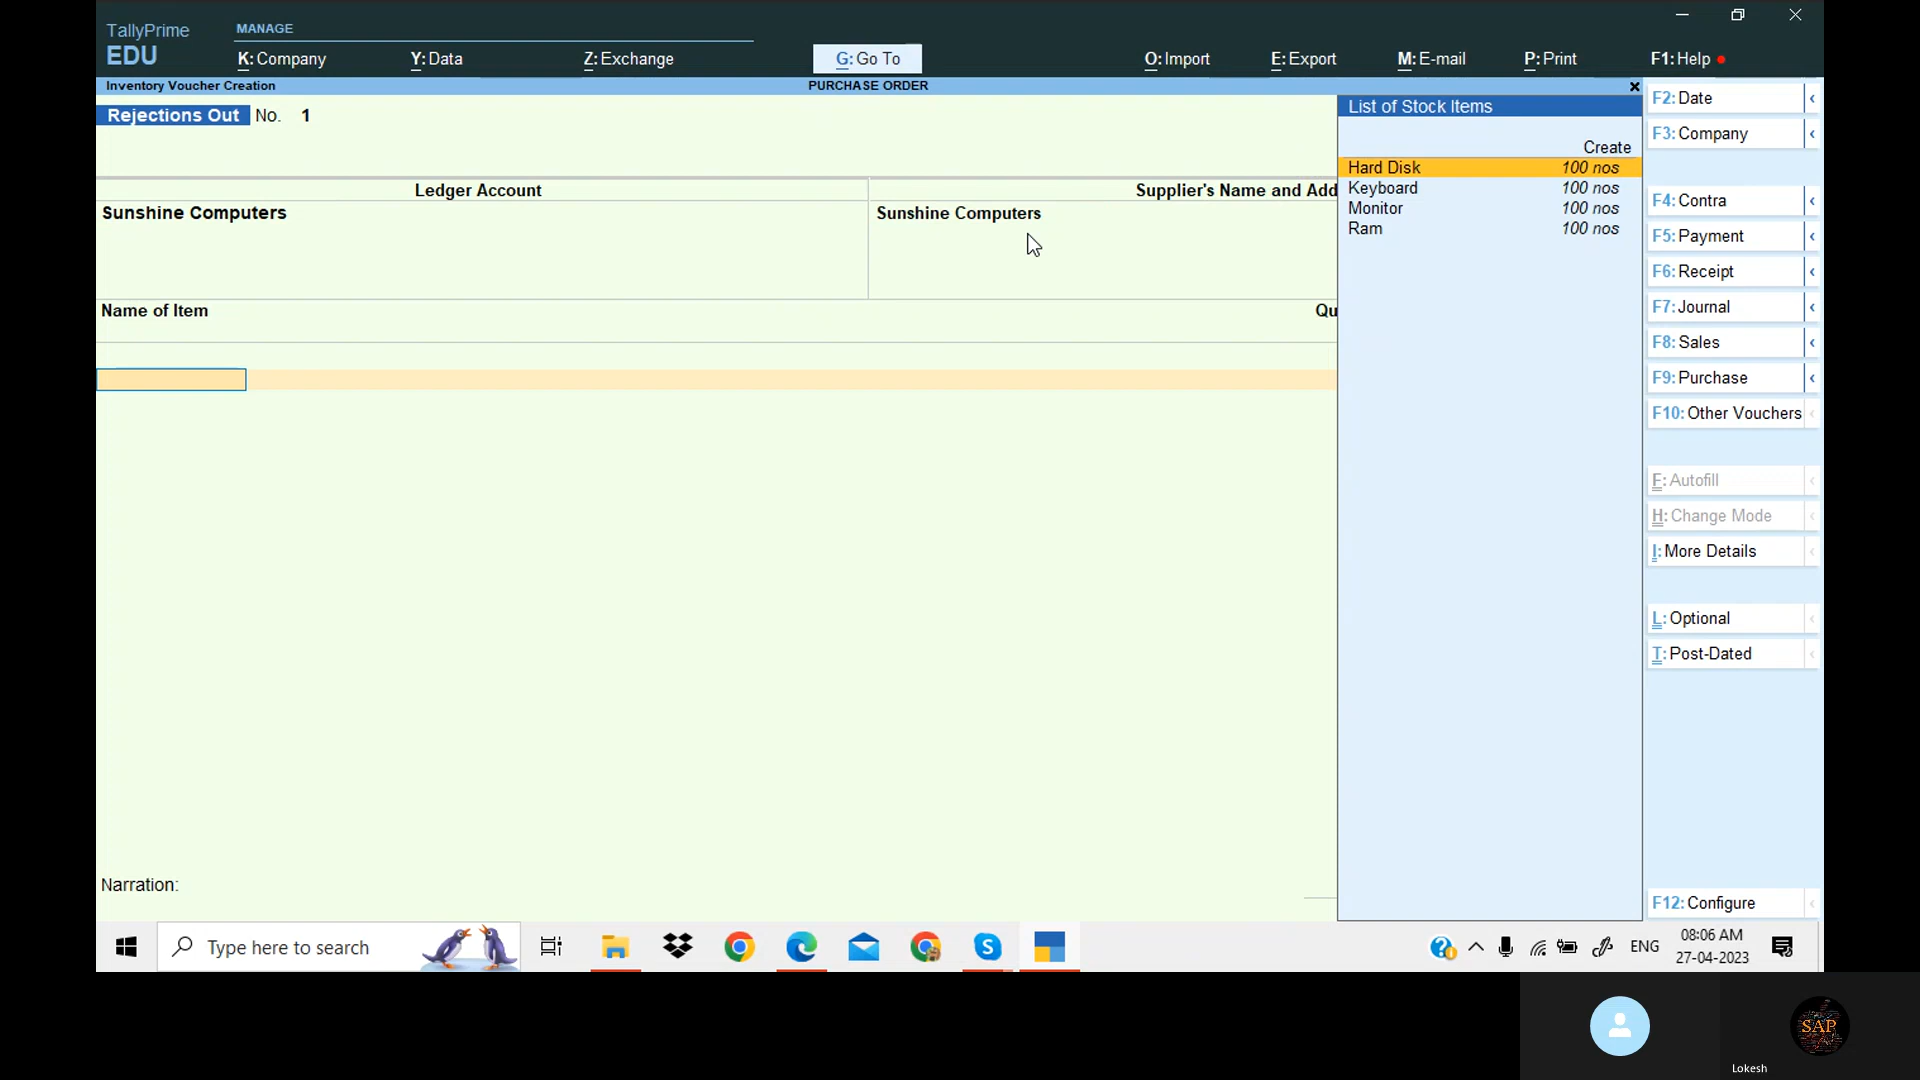 TallyPrime
EDU
MANAGE
K: Company
Y: Data
Z: Exchange
G: Go To
O: Import
E: Export
M: E-mail
P: Print
F1: Help
Inventory Voucher Creation
PURCHASE ORDER
Rejections Out No. 1
Ledger Account
Supplier's Name and Add
Sunshine Computers
Sunshine Computers
Name of Item
Qu
Narration:
List of Stock Items
Create
Hard Disk 100 nos
Keyboard 100 nos
Monitor 100 nos
Ram 100 nos
F2: Date
F3: Company
F4: Contra
F5: Payment
F6: Receipt
F7: Journal
F8: Sales
F9: Purchase
F10: Other Vouchers
F: Autofill
H: Change Mode
I: More Details
L: Optional
T: Post-Dated
F12: Configure
Type here to search
ENG
08:06 AM
27-04-2023
SAP
Lokesh